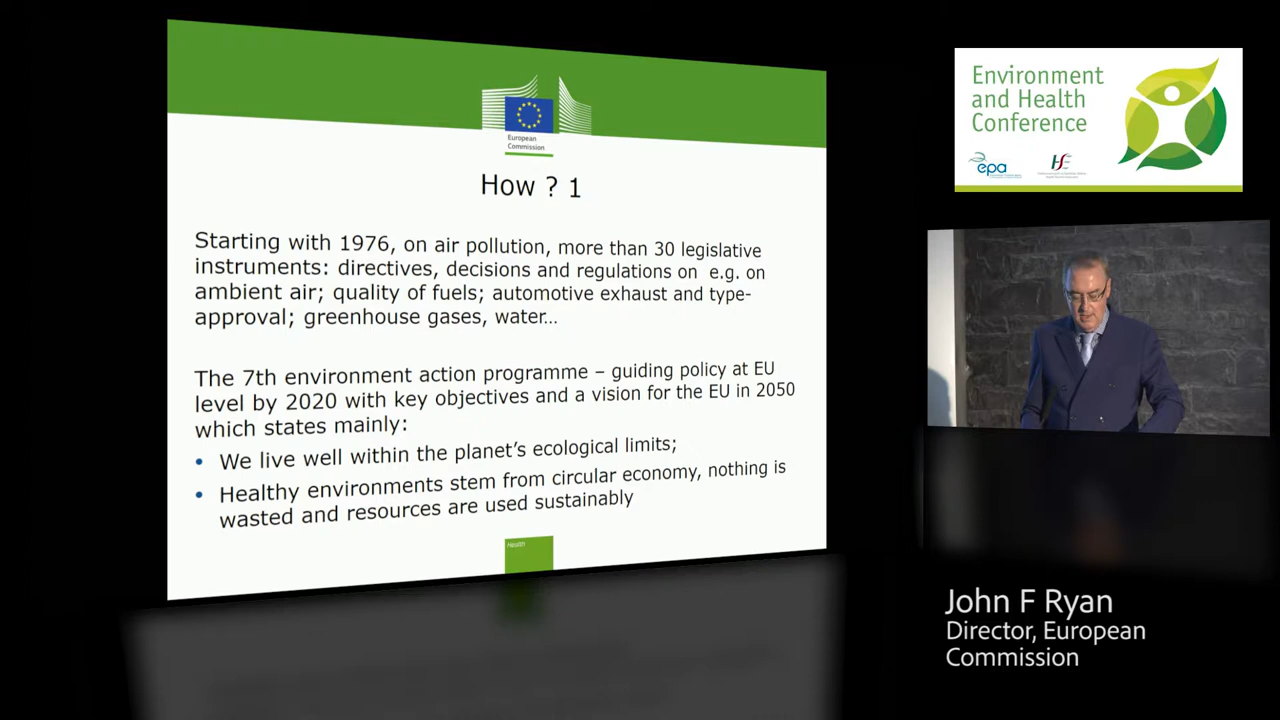 European
Commission
How ? 1
Starting with 1976, on air pollution, more than 30 legislative
instruments: directives, decisions and regulations on e.g. on
ambient air; quality of fuels; automotive exhaust and type-
approval; greenhouse gases, water…
The 7th environment action programme – guiding policy at EU
level by 2020 with key objectives and a vision for the EU in 2050
which states mainly:
• We live well within the planet's ecological limits;
• Healthy environments stem from circular economy, nothing is
wasted and resources are used sustainably
Health
Environment
and Health
Conference
epa
John F Ryan
Director, European
Commission